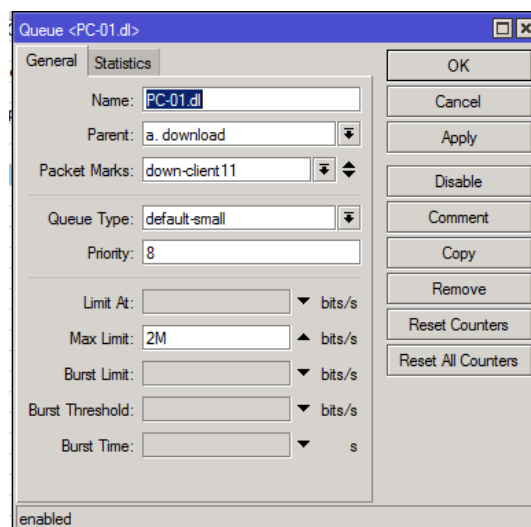 Queue <PC-01.dl>
General Statistics
OK
Name: PC-01.dl
Cancel
Parent: a. download
Apply
Packet Marks: down-client11
Disable
Queue Type: default-small
Comment
Priority: 8
Copy
Remove
Limit At: bits/s
Reset Counters
Max Limit: 2M bits/s
Reset All Counters
Burst Limit: bits/s
Burst Threshold: bits/s
Burst Time: s
enabled